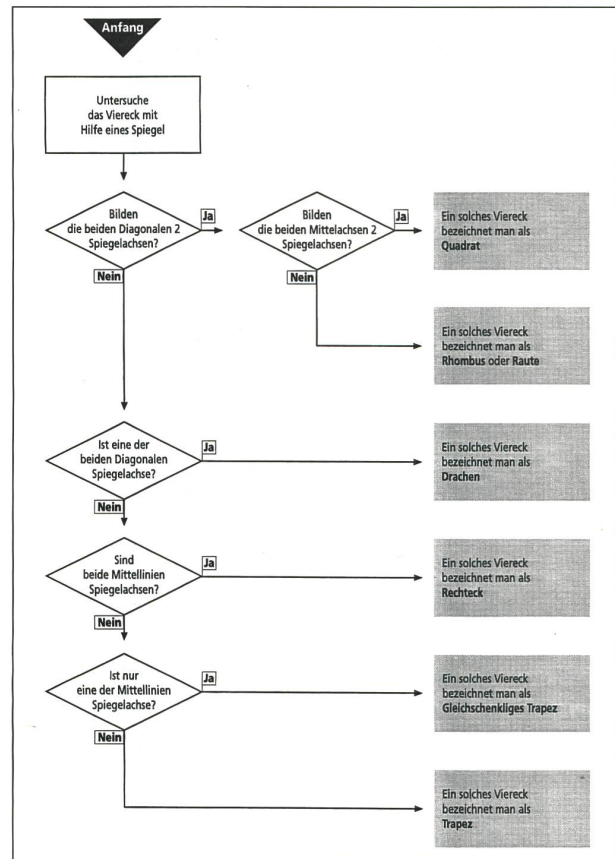 Anfang
Untersuche
das Viereck mit
Hilfe eines Spiegel
Bilden
die beiden Diagonalen 2
Spiegelachsen?
Ja
Nein
Bilden
die beiden Mittelachsen 2
Spiegelachsen?
Ja
Nein
Ein solches Viereck
bezeichnet man als
Quadrat
Ein solches Viereck
bezeichnet man als
Rhombus oder Raute
Ist eine der
beiden Diagonalen
Spiegelachse?
Ja
Nein
Ein solches Viereck
bezeichnet man als
Drachen
Sind
beide Mittellinien
Spiegelachsen?
Ja
Nein
Ein solches Viereck
bezeichnet man als
Rechteck
Ist nur
eine der Mittellinien
Spiegelachse?
Ja
Nein
Ein solches Viereck
bezeichnet man als
Gleichschenkliges Trapez
Ein solches Viereck
bezeichnet man als
Trapez